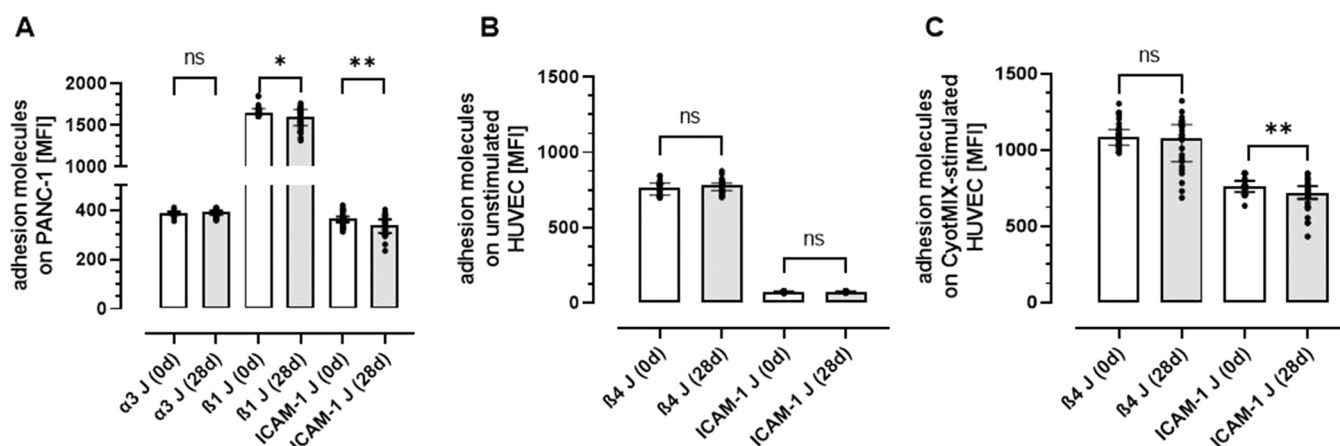 A
adhesion molecules
on PANC-1 [MFI]
2000
1500
1000
400
200
0
ns
*
**
α3 J (0d)
α3 J (28d)
ß1 J (0d)
ß1 J (28d)
ICAM-1 J (0d)
ICAM-1 J (28d)
B
adhesion molecules
on unstimulated
HUVEC [MFI]
1500
1000
500
0
ns
ns
ß4 J (0d)
ß4 J (28d)
ICAM-1 J (0d)
ICAM-1 J (28d)
C
adhesion molecules
on CyotMIX-stimulated
HUVEC [MFI]
1500
1000
500
0
ns
**
ß4 J (0d)
ß4 J (28d)
ICAM-1 J (0d)
ICAM-1 J (28d)